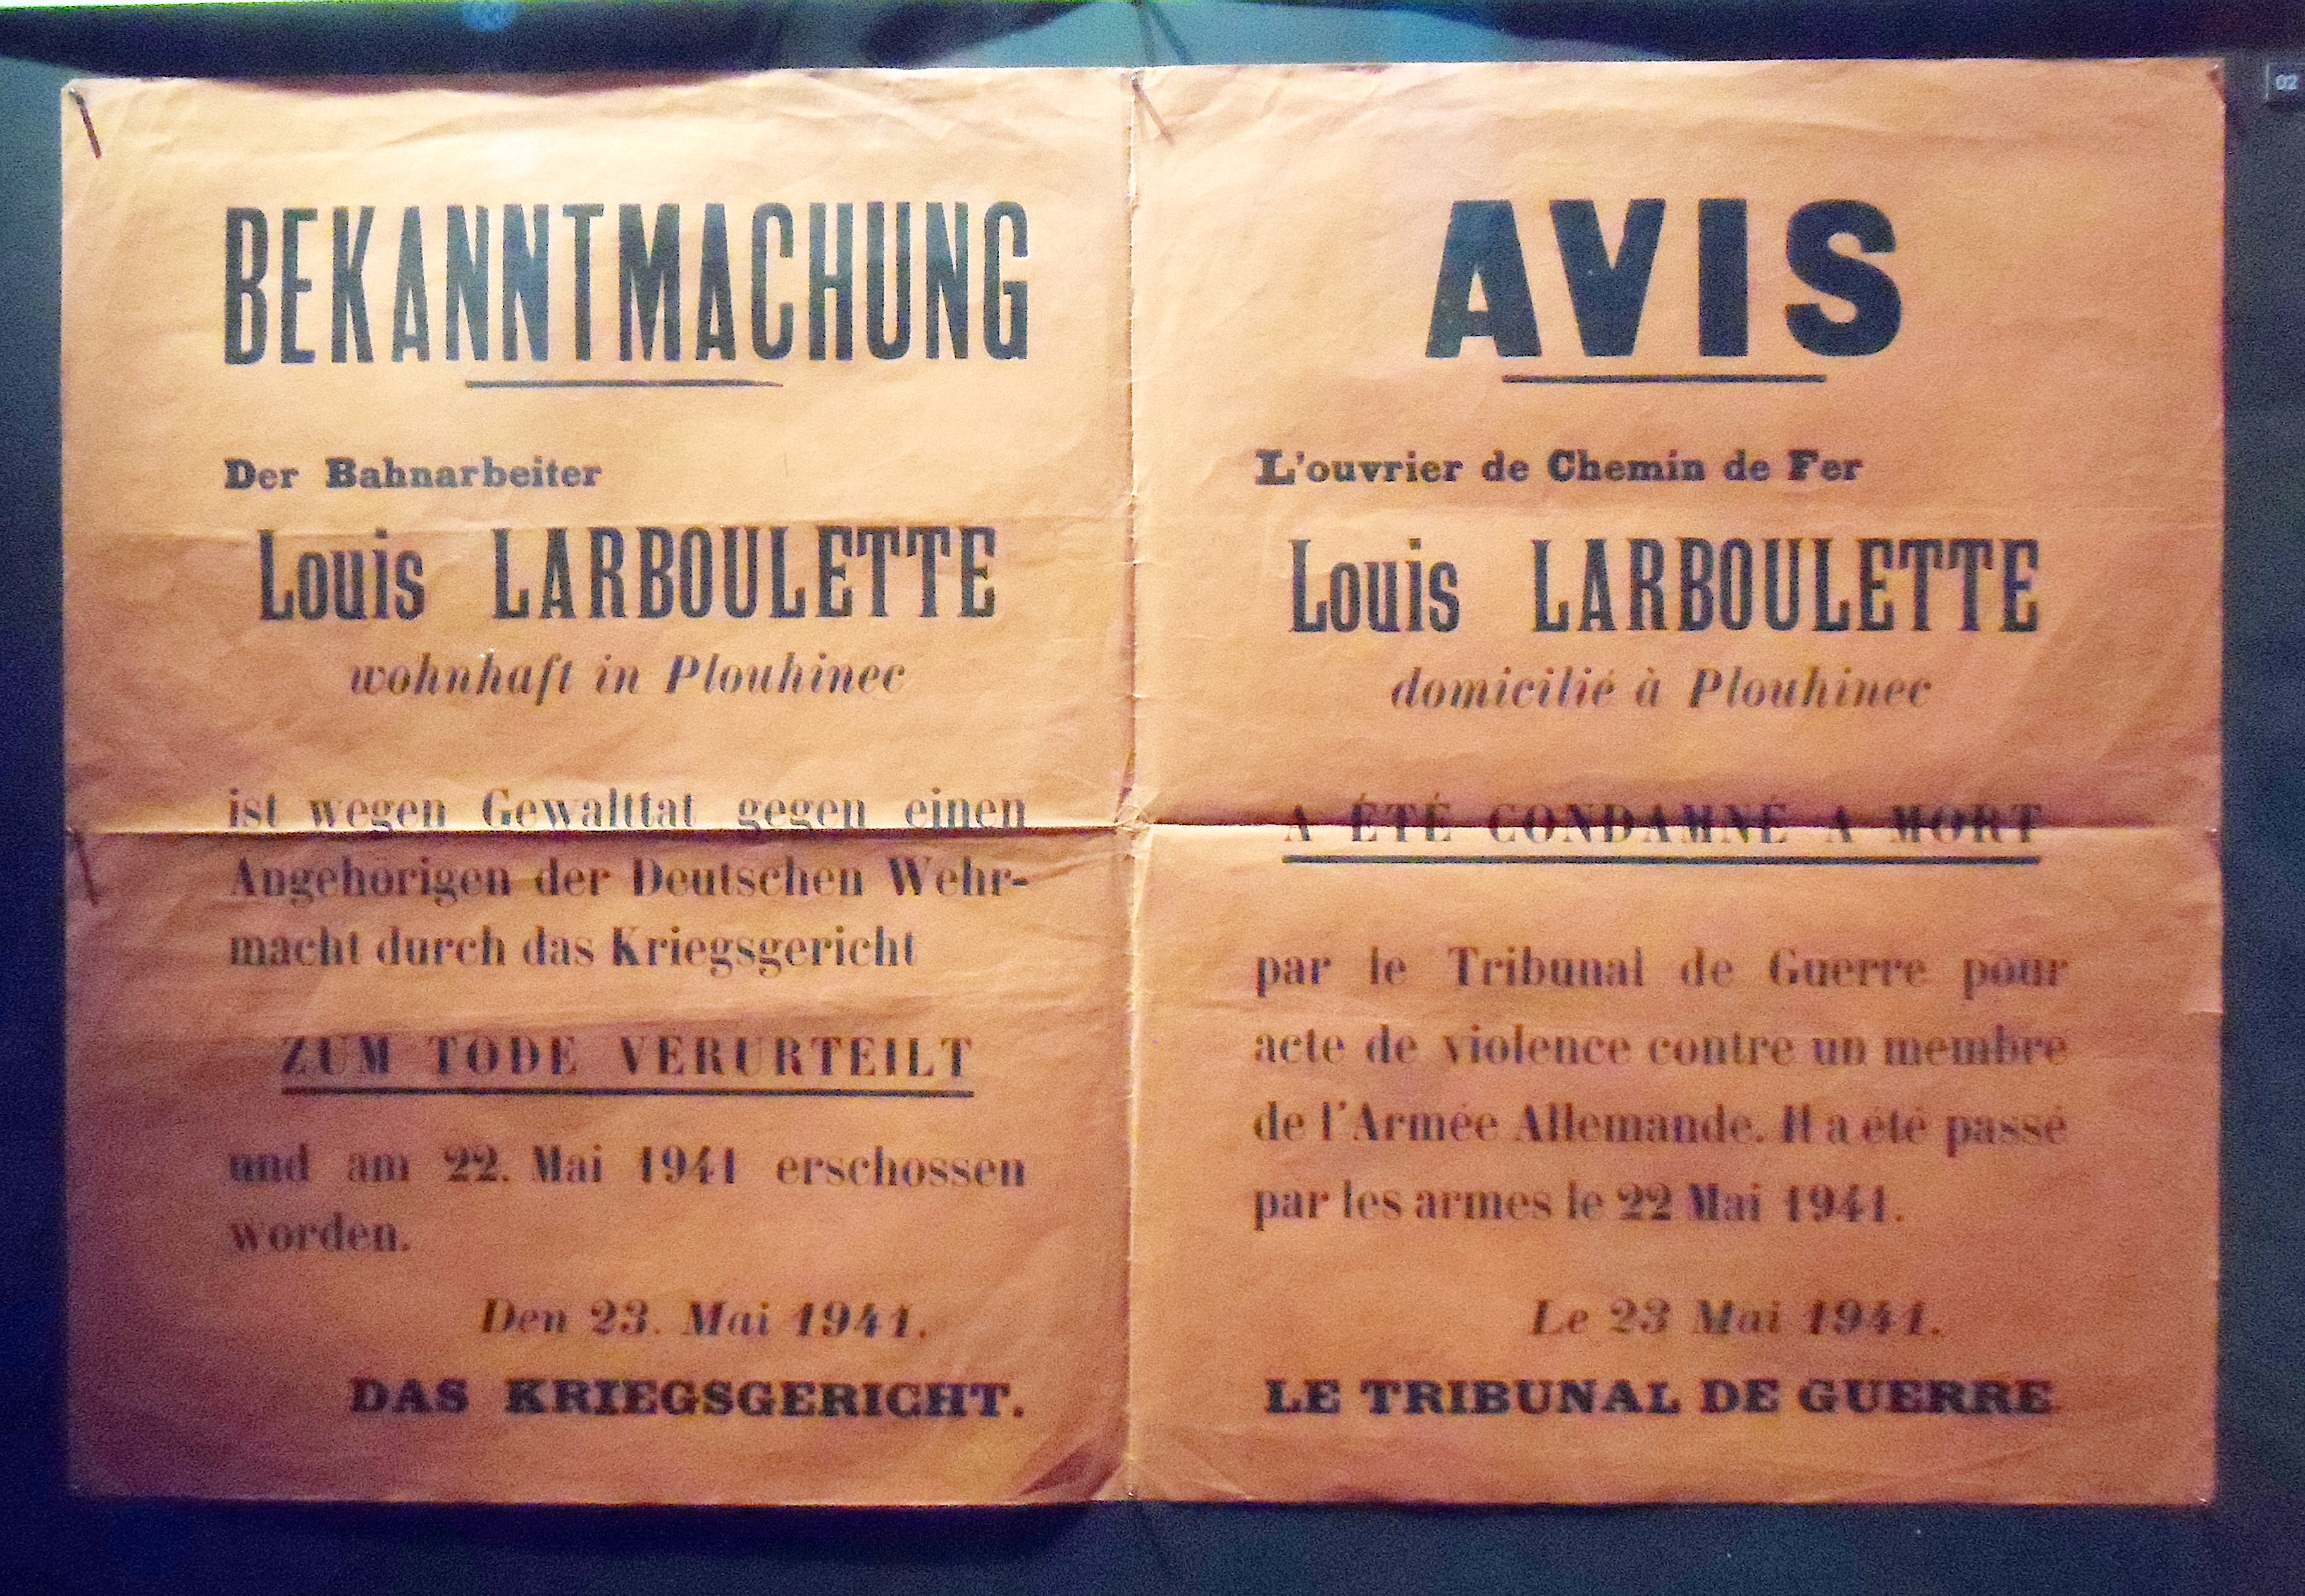 BEKANNTMACHUNG
Der Bahnarbeiter
Louis LARBOULETTE
wohnhaft in Plouhinec
ist wegen Gewalttat gegen einen
Angehörigen der Deutschen Wehr-
macht durch das Kriegsgericht
ZUM TODE VERURTEILT
und am 22. Mai 1941 erschossen
worden.
Den 23. Mai 1941.
DAS KRIEGSGERICHT.
AVIS
L'ouvrier de Chemin de Fer
Louis LARBOULETTE
domicilié à Plouhinec
A ÉTÉ CONDAMNÉ A MORT
par le Tribunal de Guerre pour
acte de violence contre un membre
de l'Armée Allemande. Il a été passé
par les armes le 22 Mai 1941.
Le 23 Mai 1941.
LE TRIBUNAL DE GUERRE
02